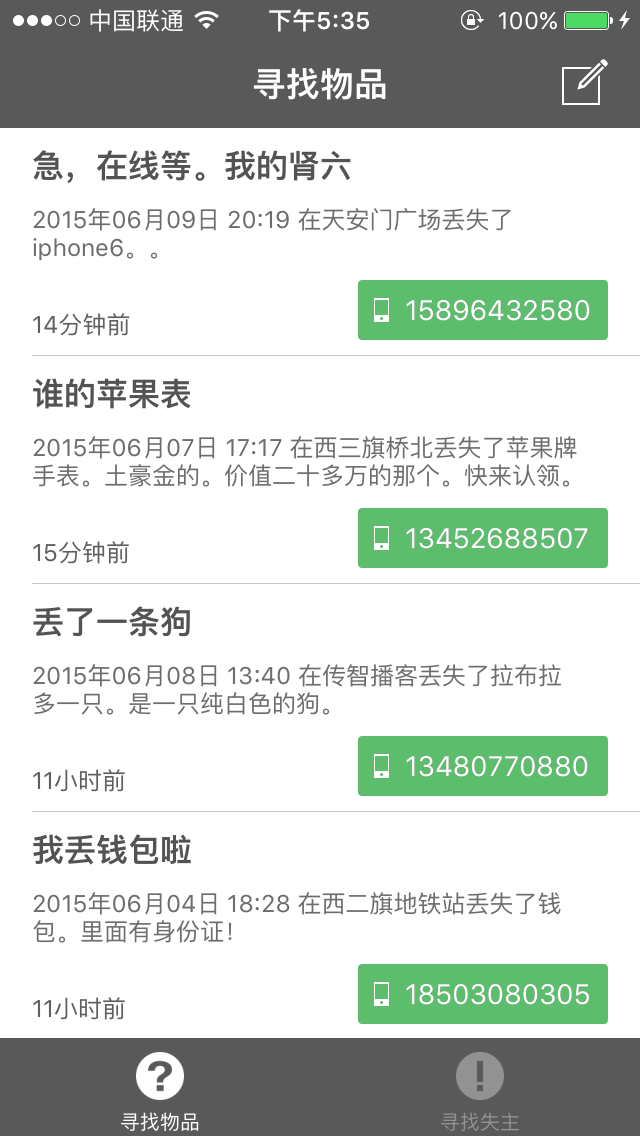 中国联通 下午5:35 100%
寻找物品
急，在线等。我的肾六
2015年06月09日 20:19 在天安门广场丢失了
iphone6。。
14分钟前 15896432580
谁的苹果表
2015年06月07日 17:17 在西三旗桥北丢失了苹果牌
手表。土豪金的。价值二十多万的那个。快来认领。
15分钟前 13452688507
丢了一条狗
2015年06月08日 13:40 在传智播客丢失了拉布拉
多一只。是一只纯白色的狗。
11小时前 13480770880
我丢钱包啦
2015年06月04日 18:28 在西二旗地铁站丢失了钱
包。里面有身份证！
11小时前 18503080305
寻找物品 寻找失主